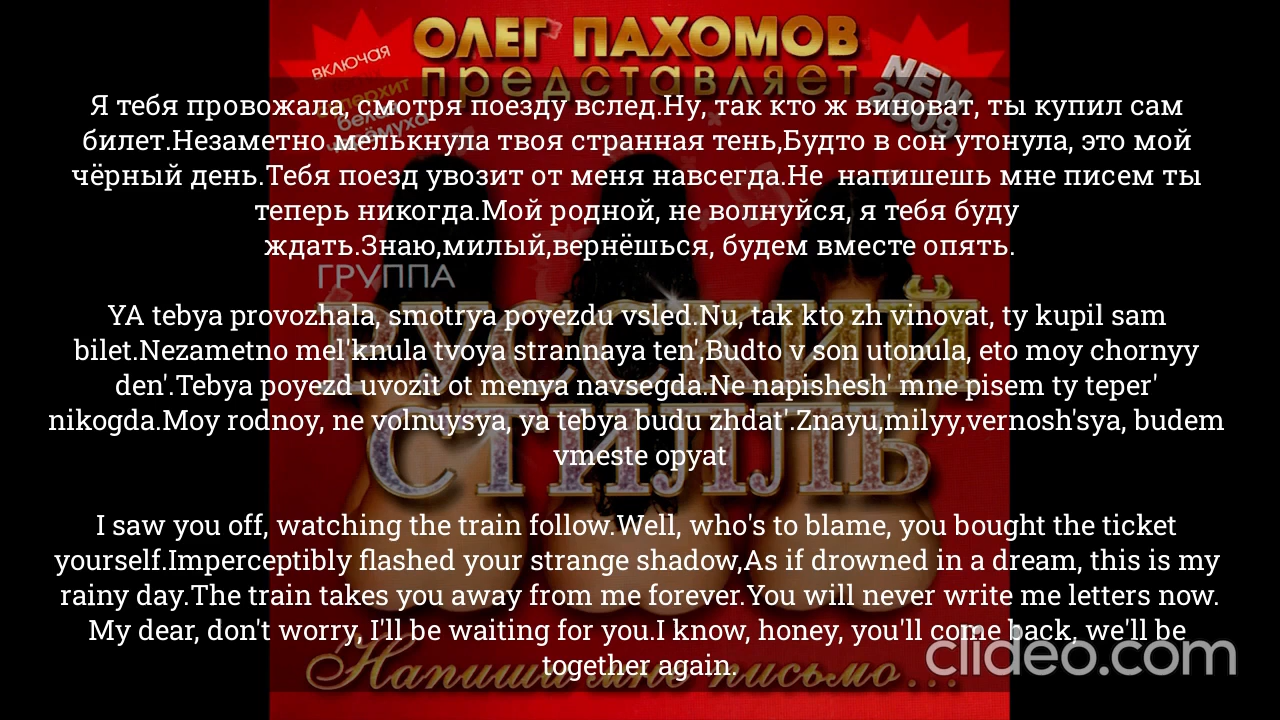 ОЛЕГ ПАХОМОВ
представляет
включая
суперхит
белая
черёмуха
NEW
2009
Я тебя провожала, смотря поезду вслед.Ну, так кто ж виноват, ты купил сам
билет.Незаметно мелькнула твоя странная тень,Будто в сон утонула, это мой
чёрный день.Тебя поезд увозит от меня навсегда.Не  напишешь мне писем ты
теперь никогда.Мой родной, не волнуйся, я тебя буду
ждать.Знаю,милый,вернёшься, будем вместе опять.
ГРУППА
РУССКИЙ
СТИЛЛЬ
YA tebya provozhala, smotrya poyezdu vsled.Nu, tak kto zh vinovat, ty kupil sam
bilet.Nezametno mel'knula tvoya strannaya ten',Budto v son utonula, eto moy chornyy
den'.Tebya poyezd uvozit ot menya navsegda.Ne napishesh' mne pisem ty teper'
nikogda.Moy rodnoy, ne volnuysya, ya tebya budu zhdat'.Znayu,milyy,vernosh'sya, budem
vmeste opyat
I saw you off, watching the train follow.Well, who's to blame, you bought the ticket
yourself.Imperceptibly flashed your strange shadow,As if drowned in a dream, this is my
rainy day.The train takes you away from me forever.You will never write me letters now.
My dear, don't worry, I'll be waiting for you.I know, honey, you'll come back, we'll be
together again.
Напиши мне письмо...
clideo.com